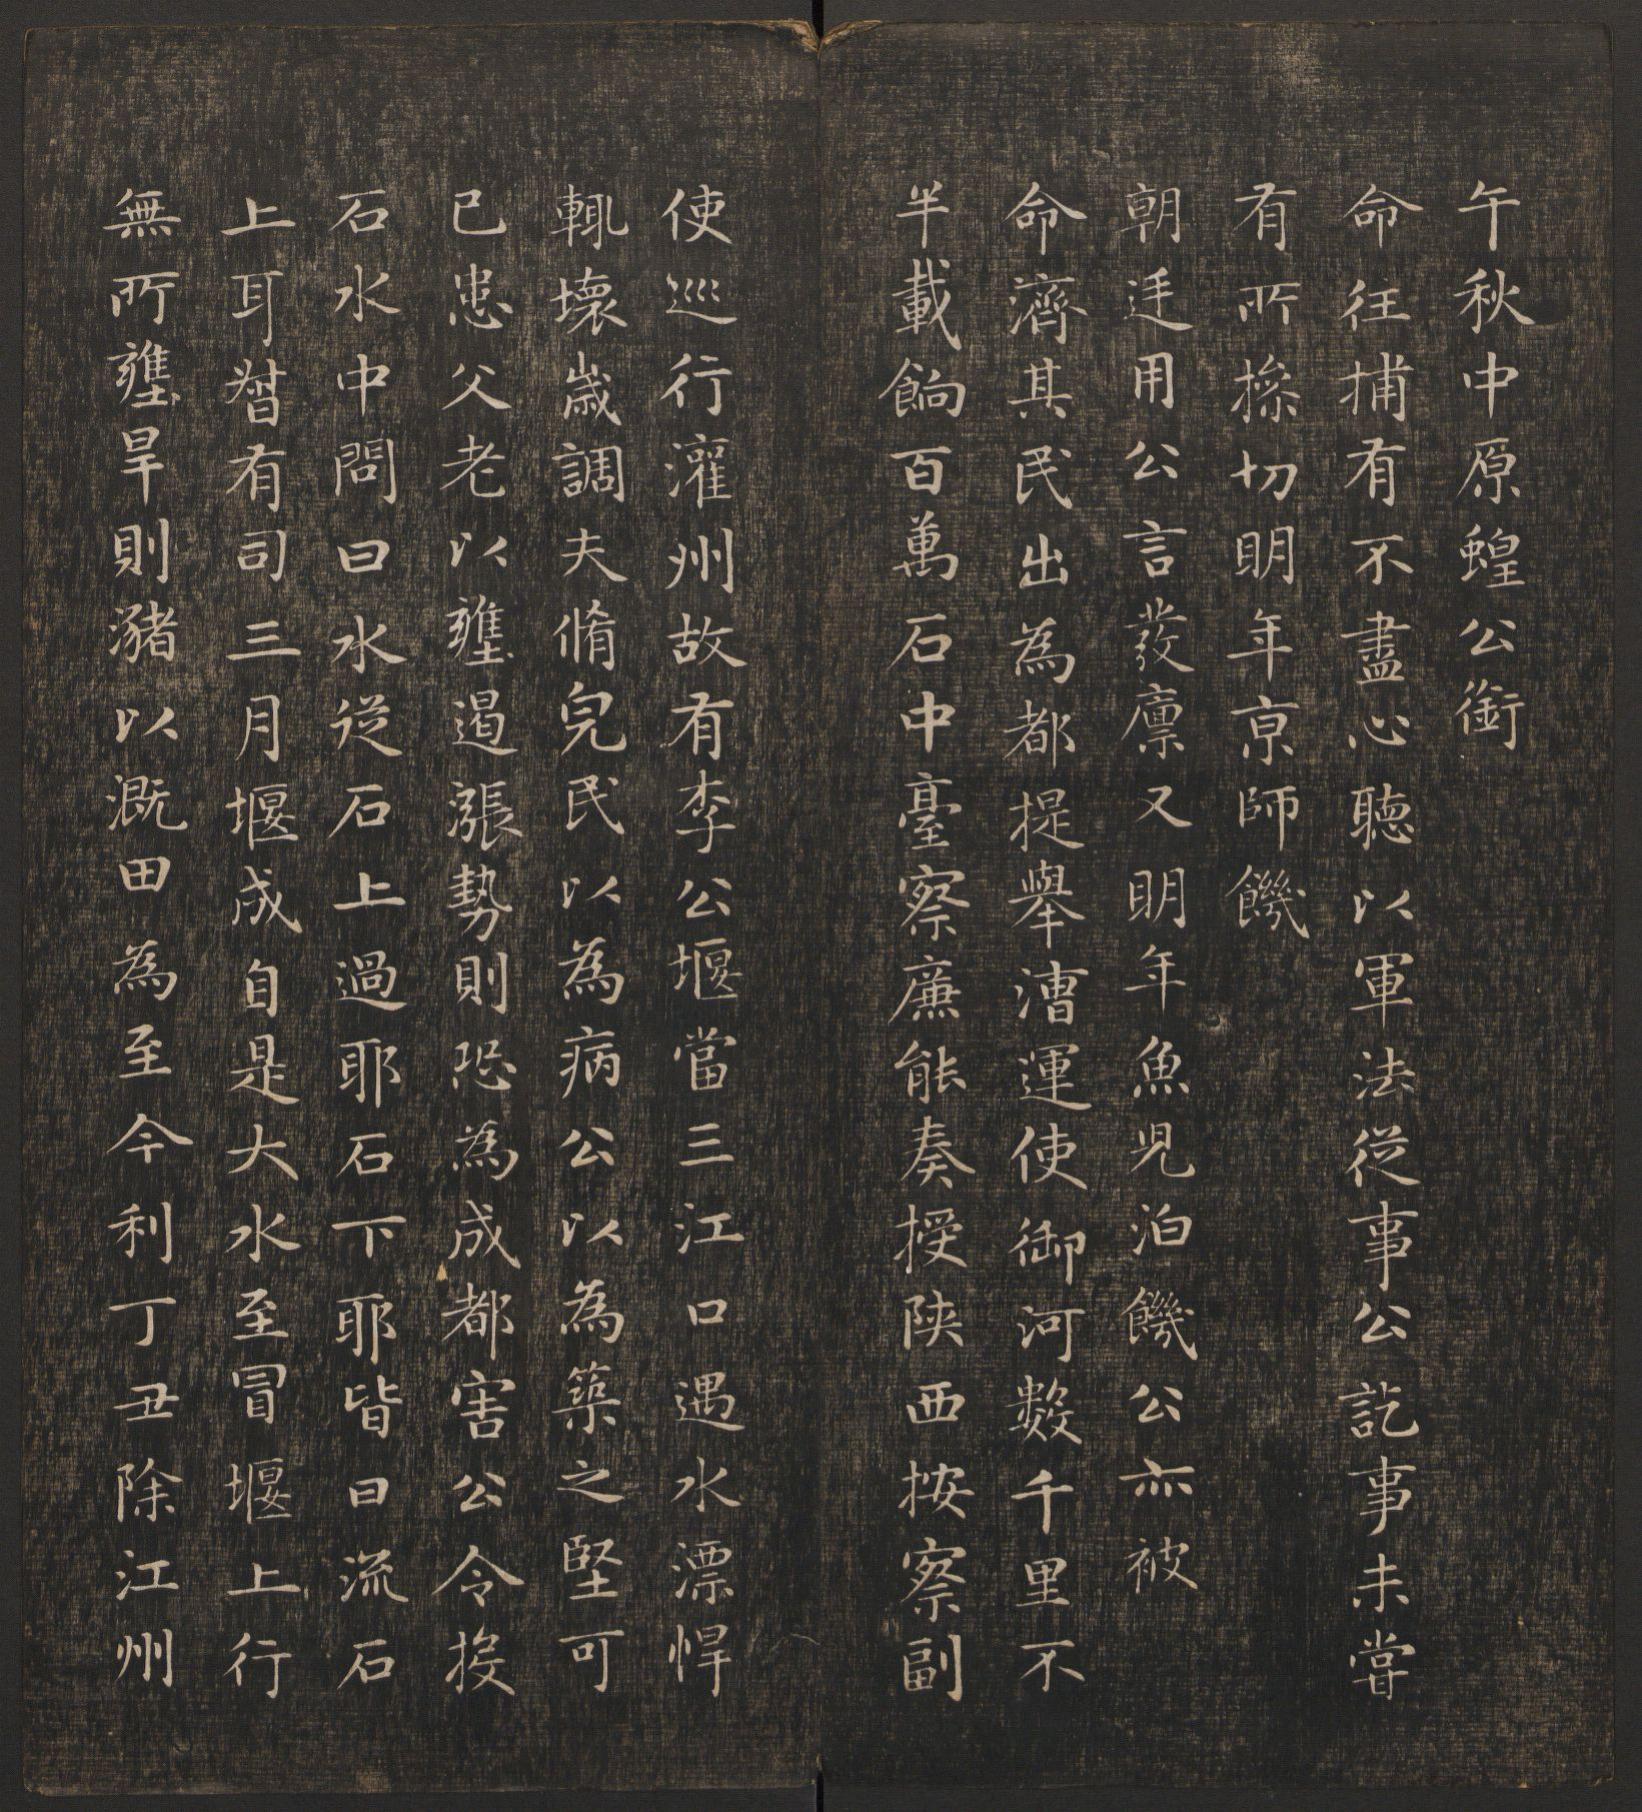 午秋中原蝗公銜
命往捕有不盡心聽以軍法從事公訖事未嘗
有所摖切明年京師饑
朝廷用公言發廩又明年魚児泊饑公亦被
命濟其民出為都提舉漕運使御河數千里不
半載餉百萬石中臺察廉能奏授陝西按察副
使巡行灌州故有李公堰當三江口遇水漂悍
輒壞歲調夫脩完民以為病公以為築之堅可
已患父老以壅遏漲勢則恐為成都害公令投
石水中問曰水從石上過耶石下耶皆曰流石
上耳督有司三月堰成自是大水至冒堰上行
無所壅旱則瀦以溉田為至今利丁丑除江州